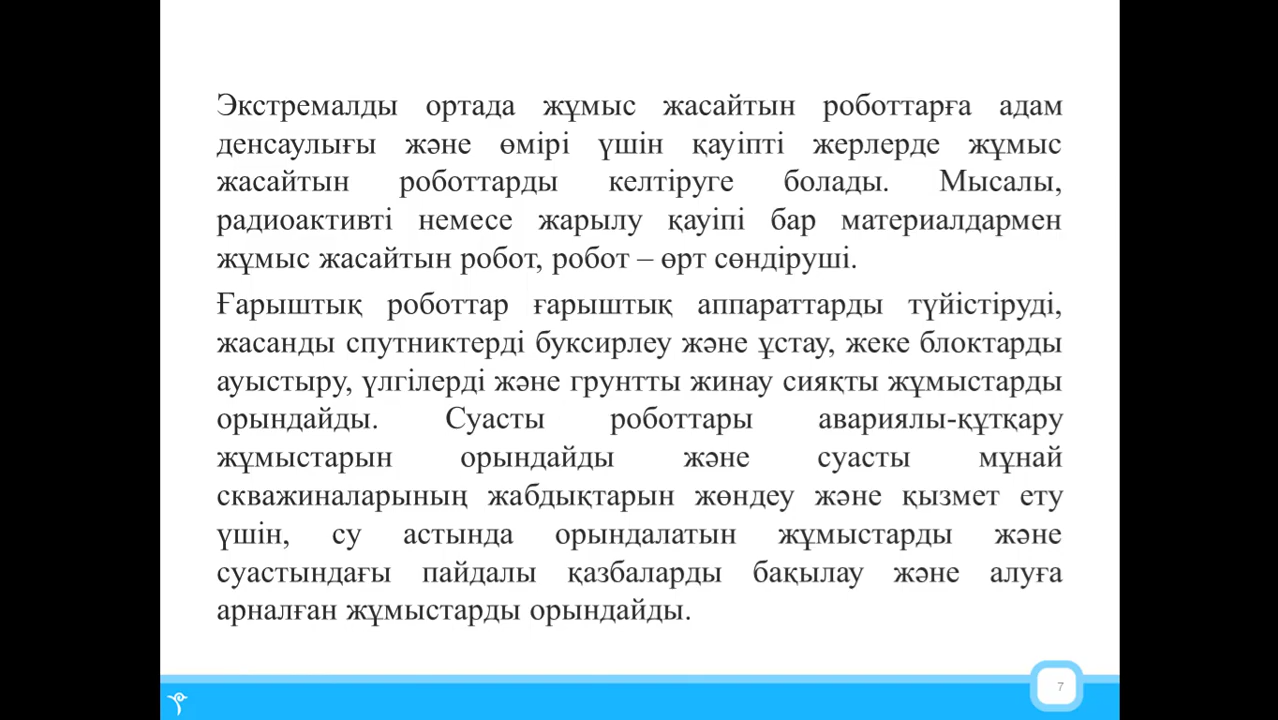 Экстремалды ортада жұмыс жасайтын роботтарға адам
денсаулығы және өмірі үшін қауіпті жерлерде жұмыс
жасайтын роботтарды келтіруге болады. Мысалы,
радиоактивті немесе жарылу қауіпі бар материалдармен
жұмыс жасайтын робот, робот – өрт сөндіруші.
Ғарыштық роботтар ғарыштық аппараттарды түйістіруді,
жасанды спутниктерді буксирлеу және ұстау, жеке блоктарды
ауыстыру, үлгілерді және грунтты жинау сияқты жұмыстарды
орындайды. Суасты роботтары авариялы-құтқару
жұмыстарын орындайды және суасты мұнай
скважиналарының жабдықтарын жөндеу және қызмет ету
үшін, су астында орындалатын жұмыстарды және
суастындағы пайдалы қазбаларды бақылау және алуға
арналған жұмыстарды орындайды.
7